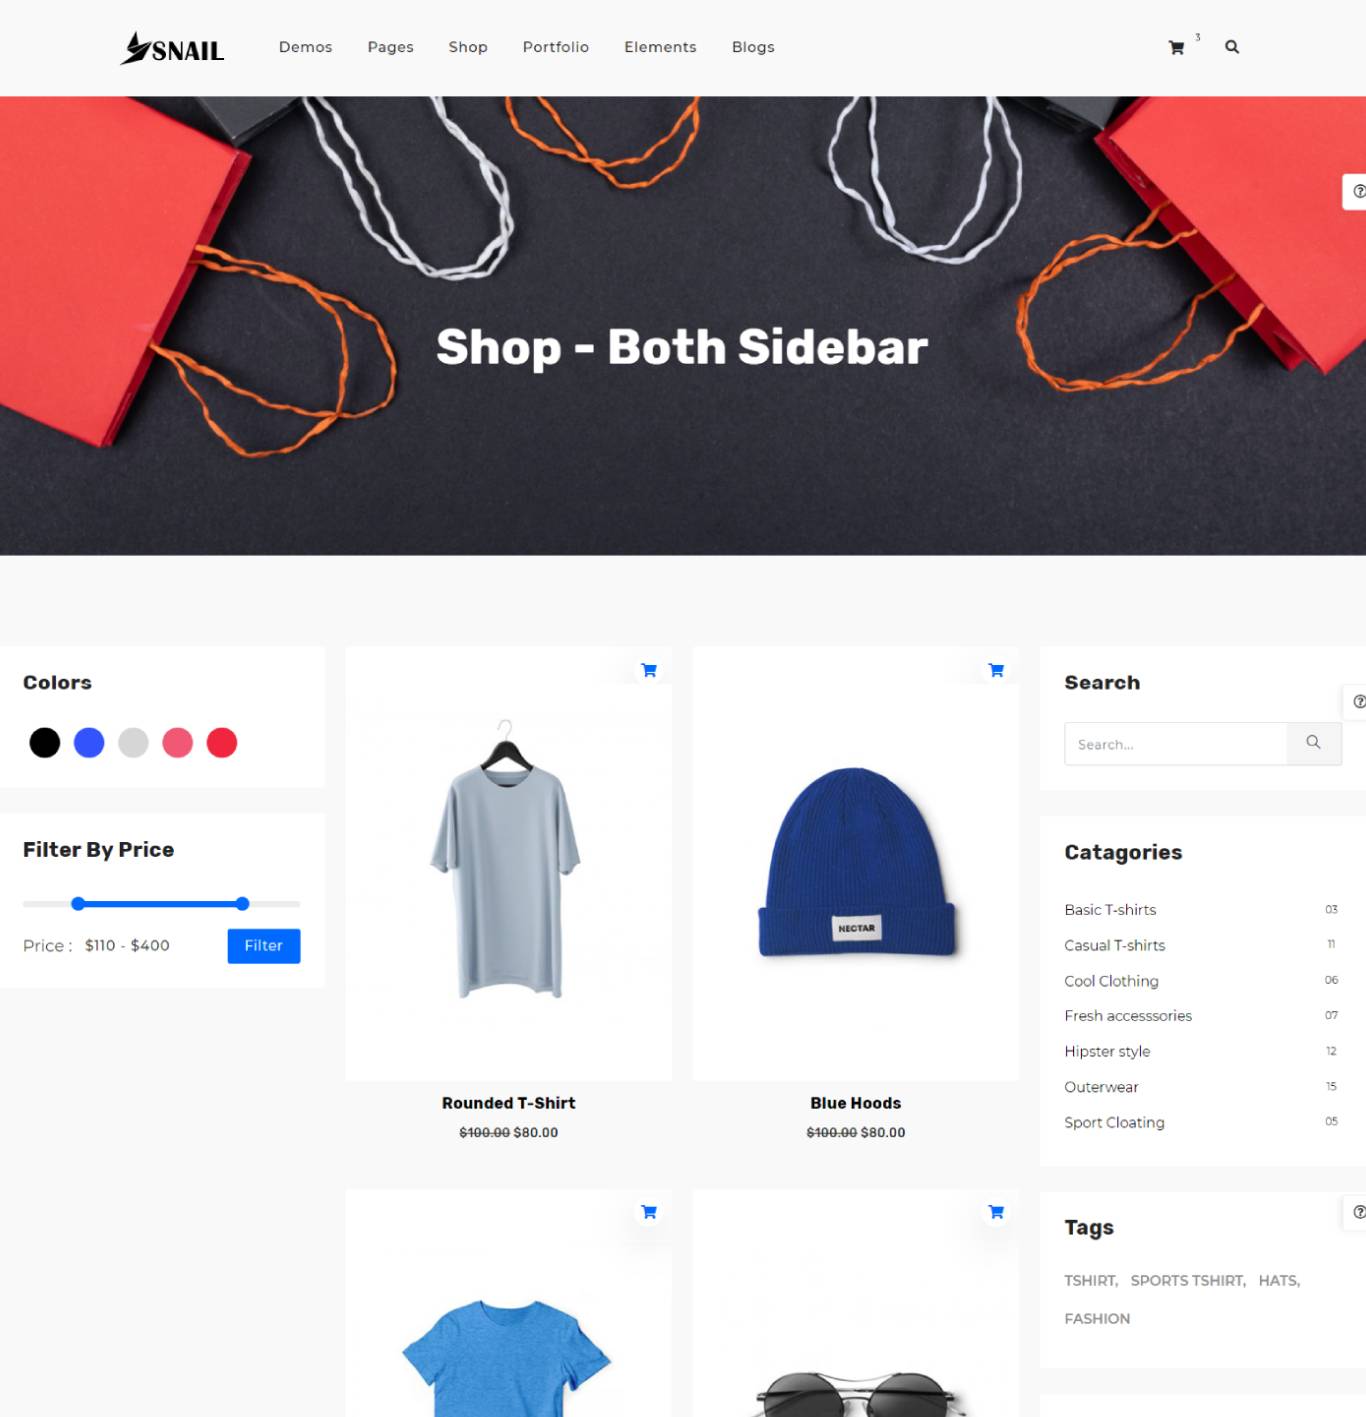 SNAIL
Demos Pages Shop Portfolio Elements Blogs
3
Shop - Both Sidebar
Colors
Filter By Price
Price : $110 - $400
Filter
NECTAR
Rounded T-Shirt
$100.00 $80.00
Blue Hoods
$100.00 $80.00
Search
Search...
Catagories
Basic T-shirts 03
Casual T-shirts 11
Cool Clothing 06
Fresh accesssories 07
Hipster style 12
Outerwear 15
Sport Cloating 05
Tags
TSHIRT, SPORTS TSHIRT, HATS,
FASHION